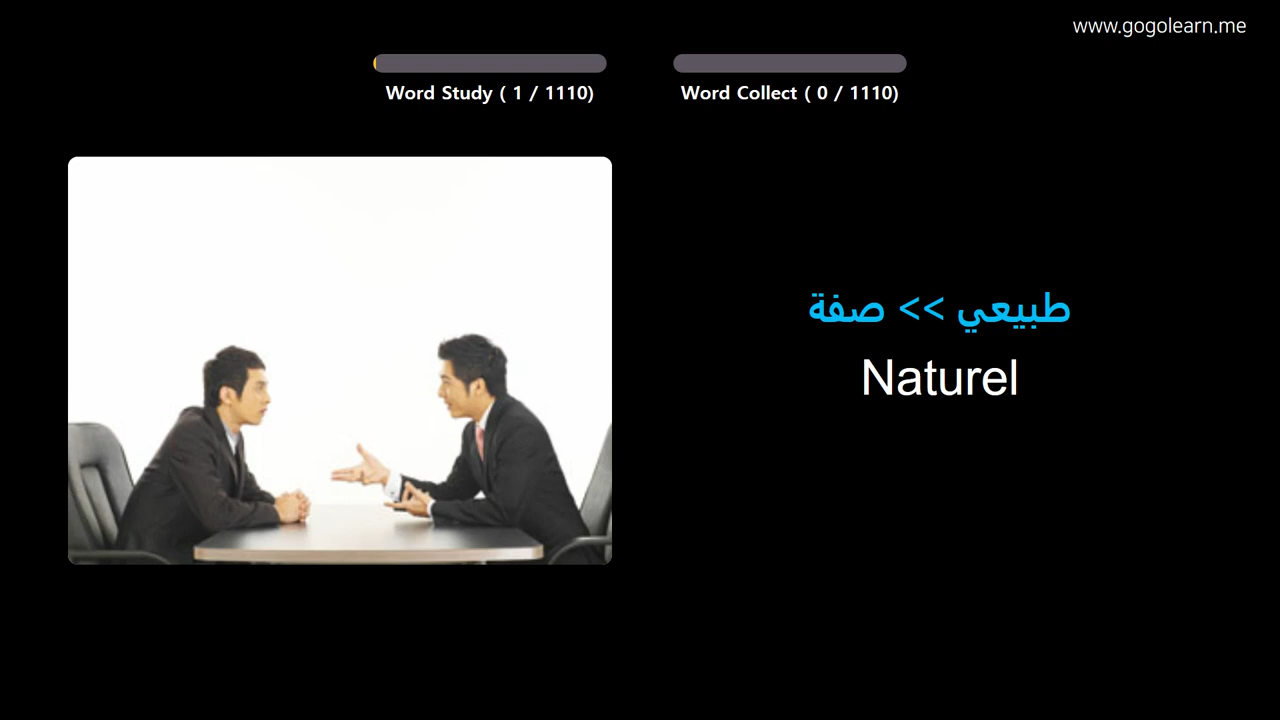 www.gogolearn.me
Word Study ( 1 / 1110)
Word Collect ( 0 / 1110)
طبيعي >> صفة
Naturel